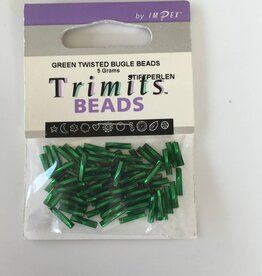 by IMPEX
GREEN TWISTED BUGLE BEADS
5 Grams
STIFTPERLEN
Trimits
BEADS